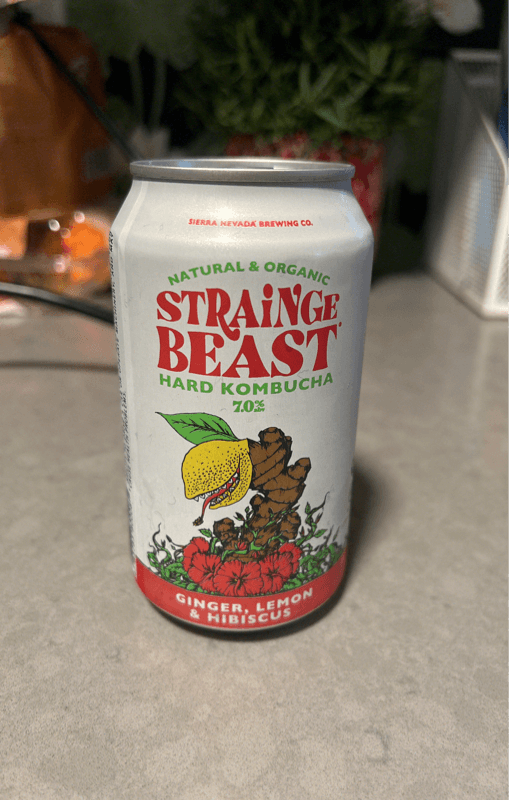 SIERRA NEVADA BREWING CO.
NATURAL & ORGANIC
STRAiNGE
BEAST
HARD KOMBUCHA
7.0%
GINGER, LEMON
& HiBISCUS